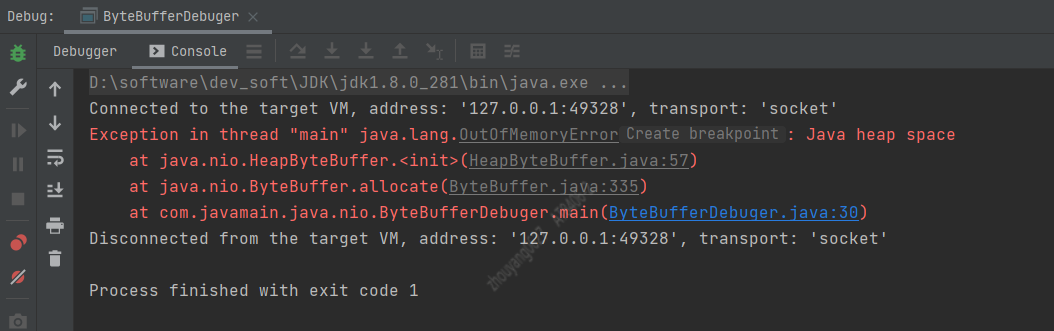 Debug: ByteBufferDebuger
Debugger Console
D:\software\dev_soft\JDK\jdk1.8.0_281\bin\java.exe ...
Connected to the target VM, address: '127.0.0.1:49328', transport: 'socket'
Exception in thread "main" java.lang.OutOfMemoryError Create breakpoint : Java heap space
at java.nio.HeapByteBuffer.<init>(HeapByteBuffer.java:57)
at java.nio.ByteBuffer.allocate(ByteBuffer.java:335)
at com.javamain.java.nio.ByteBufferDebuger.main(ByteBufferDebuger.java:30)
Disconnected from the target VM, address: '127.0.0.1:49328', transport: 'socket'
Process finished with exit code 1